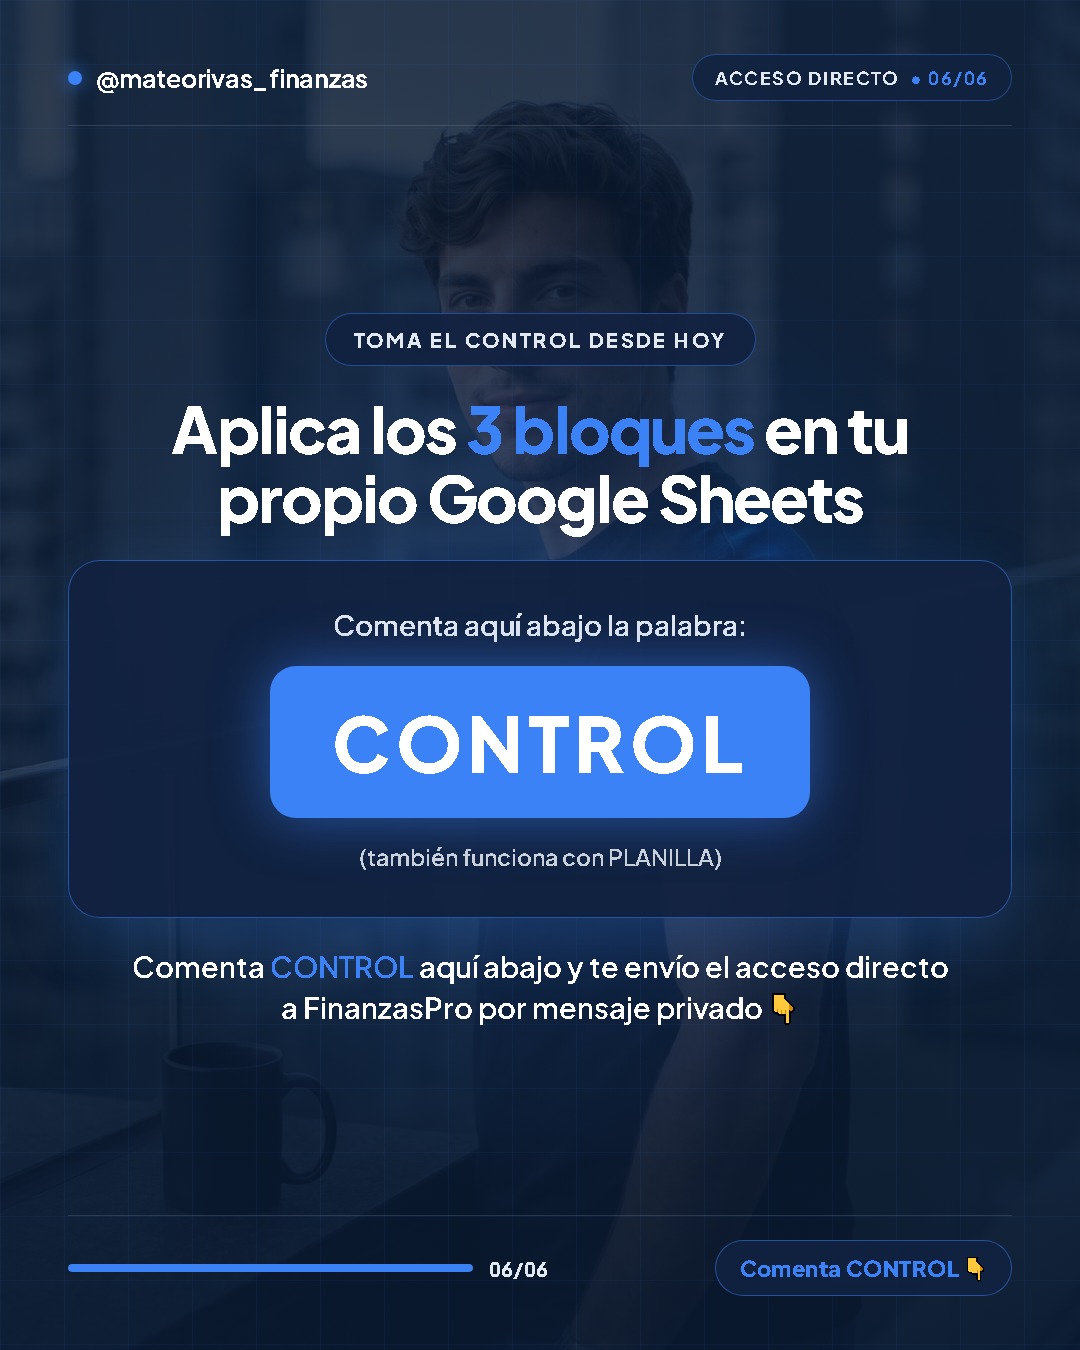 @mateorivas_finanzas
ACCESO DIRECTO • 06/06
TOMA EL CONTROL DESDE HOY
Aplica los 3 bloques en tu
propio Google Sheets
Comenta aquí abajo la palabra:
CONTROL
(también funciona con PLANILLA)
Comenta CONTROL aquí abajo y te envío el acceso directo
a FinanzasPro por mensaje privado 👇
06/06
Comenta CONTROL 👇